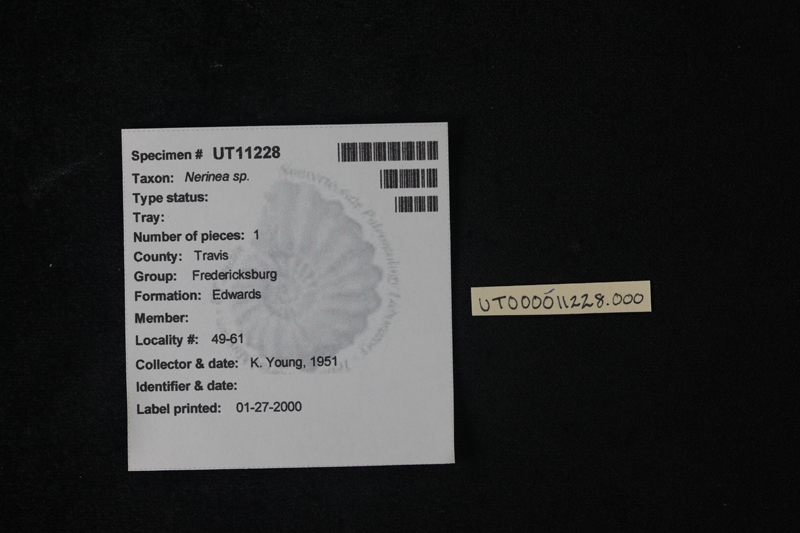 Specimen # UT11228
Taxon: Nerinea sp.
Type status:
Tray:
Number of pieces: 1
County: Travis
Group: Fredericksburg
Formation: Edwards
Member:
Locality #: 49-61
Collector & date: K. Young, 1951
Identifier & date:
Label printed: 01-27-2000
UT000011228.000